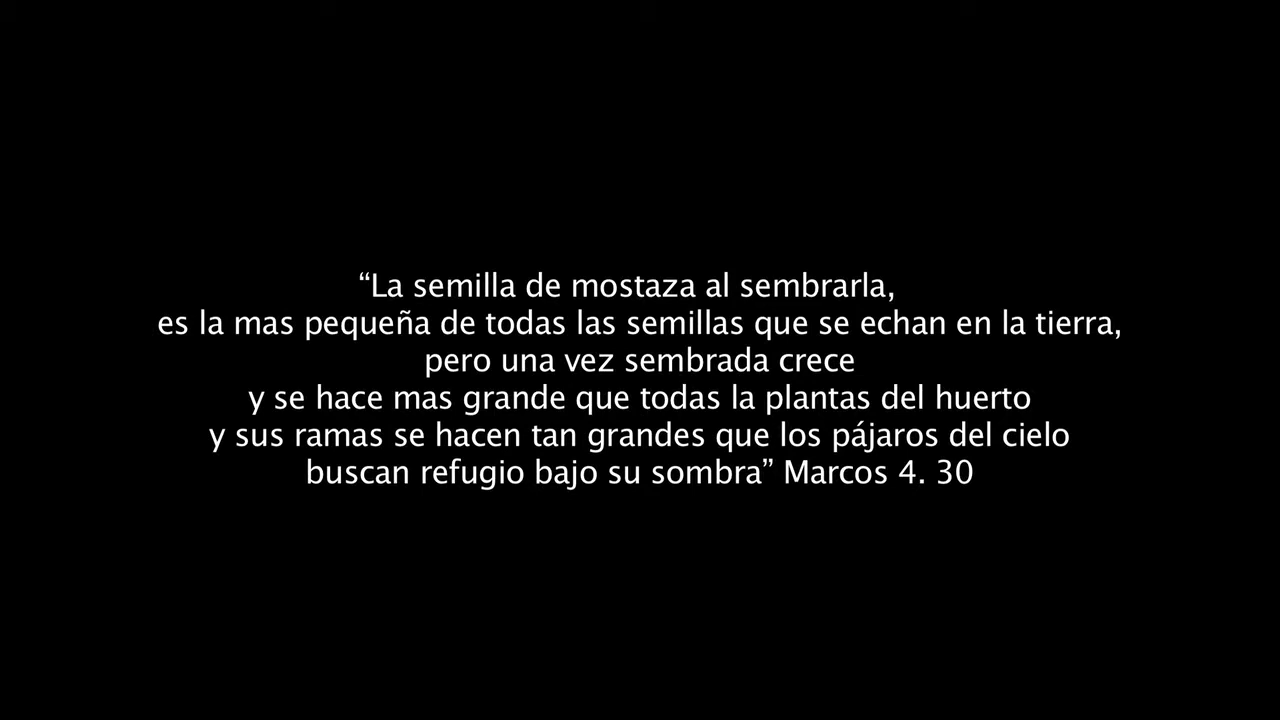 “La semilla de mostaza al sembrarla,
es la mas pequeña de todas las semillas que se echan en la tierra,
pero una vez sembrada crece
y se hace mas grande que todas la plantas del huerto
y sus ramas se hacen tan grandes que los pájaros del cielo
buscan refugio bajo su sombra” Marcos 4. 30